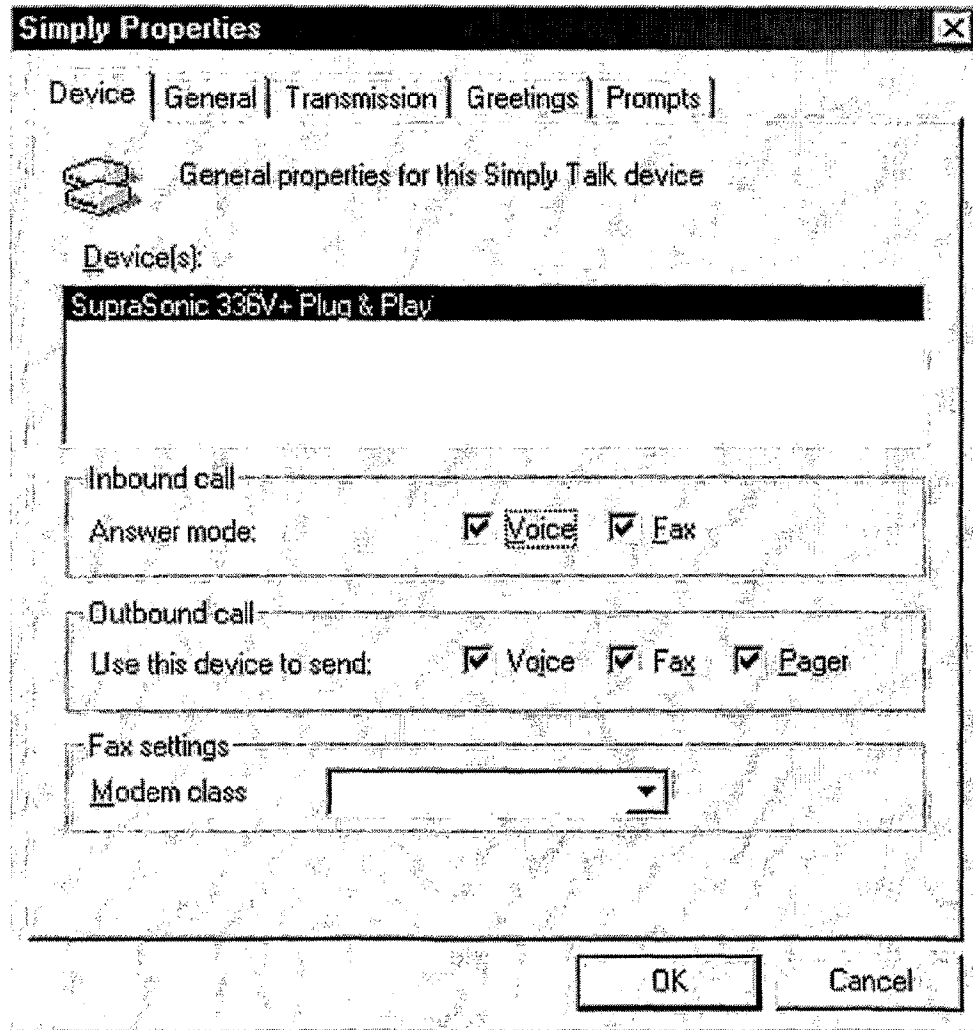 Simply Properties
Device General Transmission Greetings Prompts
General properties for this Simply Talk device
Device(s):
SupraSonic 336V+ Plug & Play
Inbound call
Answer mode: Voice Fax
Outbound call
Use this device to send: Voice Fax Pager
Fax settings
Modem class
OK Cancel